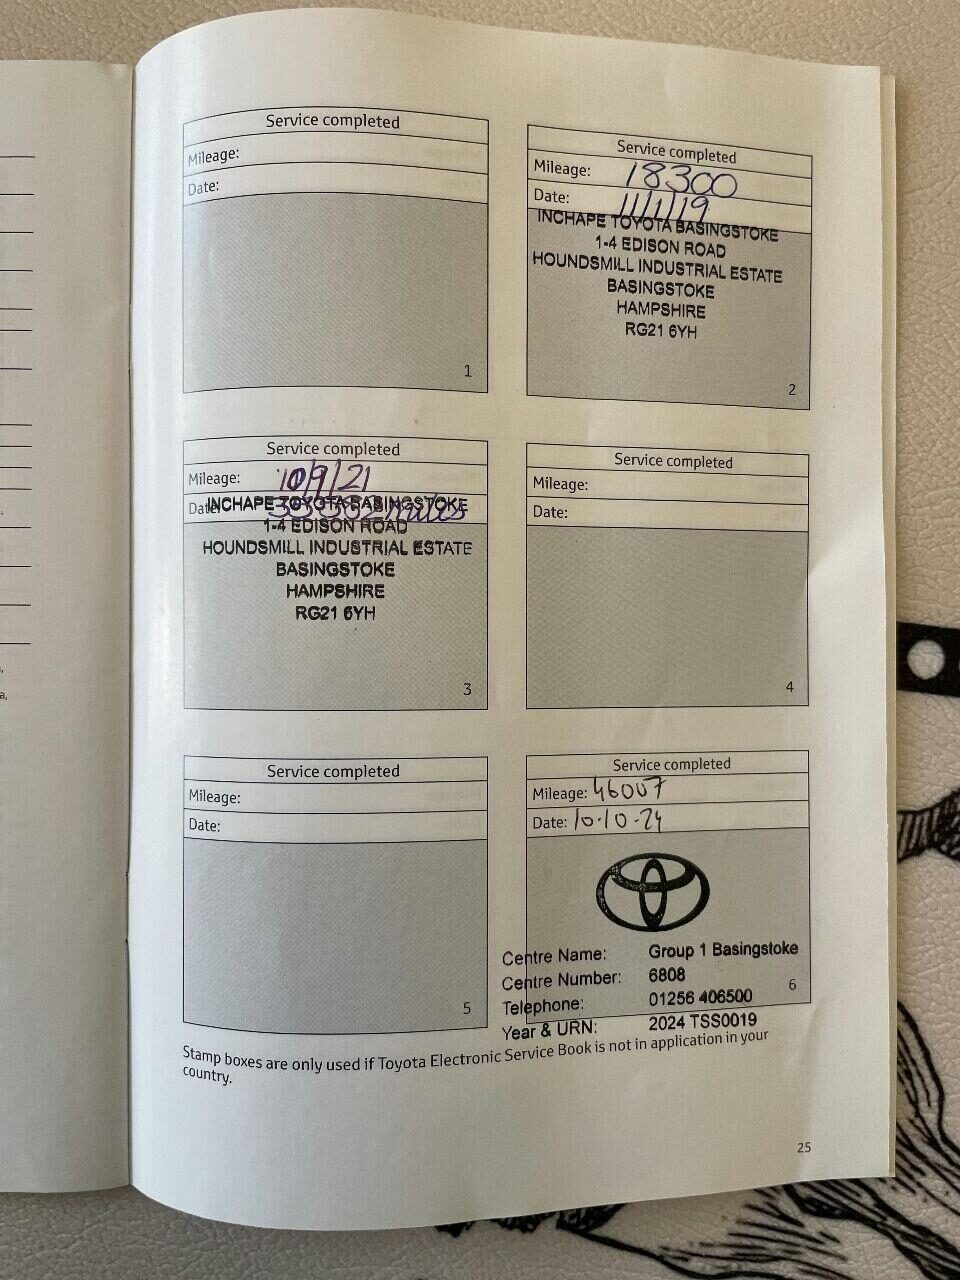 Service completed
Mileage:
Date:
1
Service completed
Mileage: 18300
Date: 11/1/19
INCHAPE TOYOTA BASINGSTOKE
1-4 EDISON ROAD
HOUNDSMILL INDUSTRIAL ESTATE
BASINGSTOKE
HAMPSHIRE
RG21 6YH
2
Service completed
Mileage: 10/9/21
Date: miles
INCHAPE TOYOTA BASINGSTOKE
1-4 EDISON ROAD
HOUNDSMILL INDUSTRIAL ESTATE
BASINGSTOKE
HAMPSHIRE
RG21 6YH
3
Service completed
Mileage:
Date:
4
Service completed
Mileage:
Date:
5
Service completed
Mileage: 46007
Date: 10-10-24
Centre Name: Group 1 Basingstoke
Centre Number: 6808
6
Telephone: 01256 406500
Year & URN: 2024 TSS0019
Stamp boxes are only used if Toyota Electronic Service Book is not in application in your
country.
25